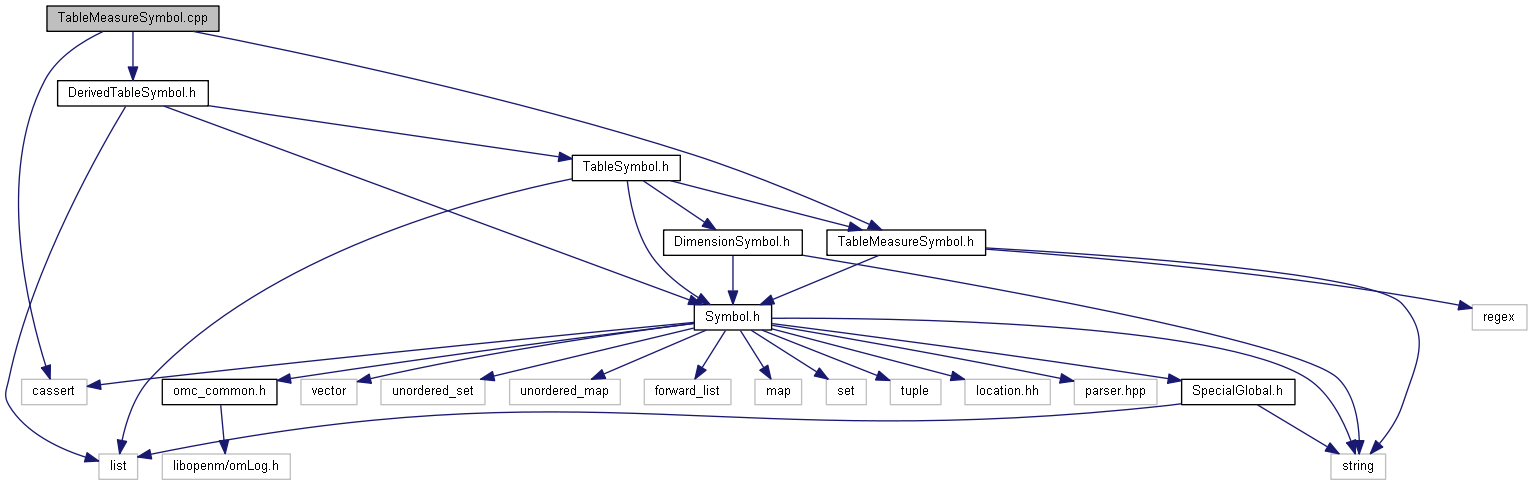 TableMeasureSymbol.cpp
DerivedTableSymbol.h
TableSymbol.h
DimensionSymbol.h
TableMeasureSymbol.h
Symbol.h
regex
cassert
omc_common.h
vector
unordered_set
unordered_map
forward_list
map
set
tuple
location.hh
parser.hpp
SpecialGlobal.h
list
libopenm/omLog.h
string